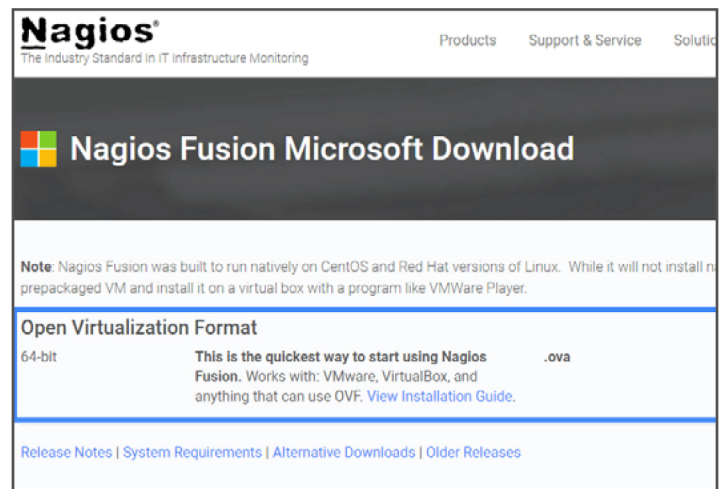 Nagios®
The Industry Standard in IT Infrastructure Monitoring
Products Support & Service Solutio
Nagios Fusion Microsoft Download
Note: Nagios Fusion was built to run natively on CentOS and Red Hat versions of Linux. While it will not install na
prepackaged VM and install it on a virtual box with a program like VMWare Player.
Open Virtualization Format
64-bit This is the quickest way to start using Nagios .ova
Fusion. Works with: VMware, VirtualBox, and
anything that can use OVF. View Installation Guide.
Release Notes | System Requirements | Alternative Downloads | Older Releases